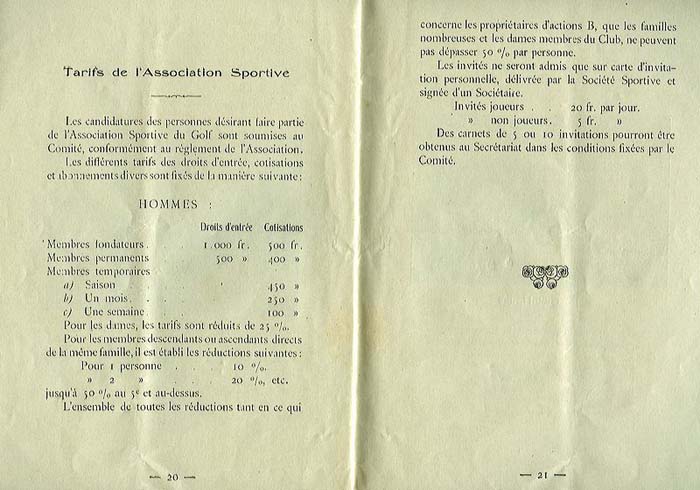 Tarifs de l'Association Sportive
Les candidatures des personnes désirant faire partie
de l'Association Sportive du Golf sont soumises au
Comité, conformément au règlement de l'Association.
Les différents tarifs des droits d'entrée, cotisations
et abonnements divers sont fixés de la manière suivante:
HOMMES :
Droits d'entrée Cotisations
Membres fondateurs . . 1.000 fr. 500 fr.
Membres permanents 500 » 400 »
Membres temporaires
a) Saison . 450 »
b) Un mois. . . . 250 »
c) Une semaine . . . 100 »
Pour les dames, les tarifs sont réduits de 25 %.
Pour les membres descendants ou ascendants directs
de la même famille, il est établi les réductions suivantes :
Pour 1 personne . . 10 %.
» 2 » . . 20 %, etc.
jusqu'à 50 % au 5e et au-dessus.
L'ensemble de toutes les réductions tant en ce qui
— 20 —
concerne les propriétaires d'actions B, que les familles
nombreuses et les dames membres du Club, ne peuvent
pas dépasser 50 % par personne.
Les invités ne seront admis que sur carte d'invita-
tion personnelle, délivrée par la Société Sportive et
signée d'un Sociétaire.
Invités joueurs . . 20 fr. par jour.
» non joueurs. 5 fr. »
Des carnets de 5 ou 10 invitations pourront être
obtenus au Secrétariat dans les conditions fixées par le
Comité.
— 21 —